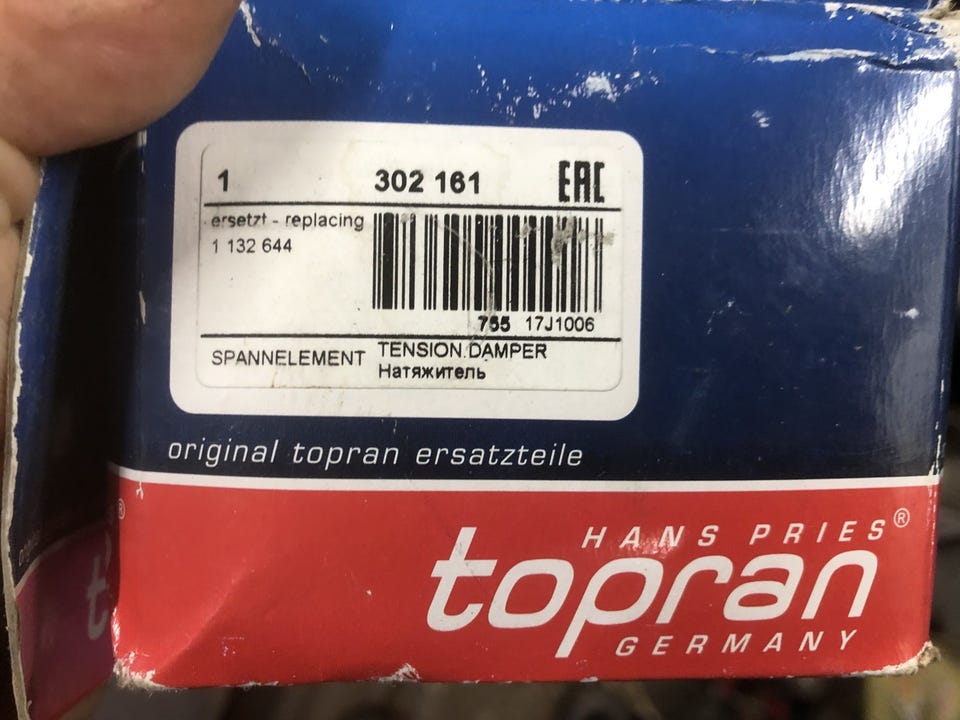 1 302 161 EAC
ersetzt - replacing
1 132 644
755 17J1006
SPANNELEMENT TENSION DAMPER
Натяжитель
original topran ersatzteile
HANS PRIES®
topran
GERMANY